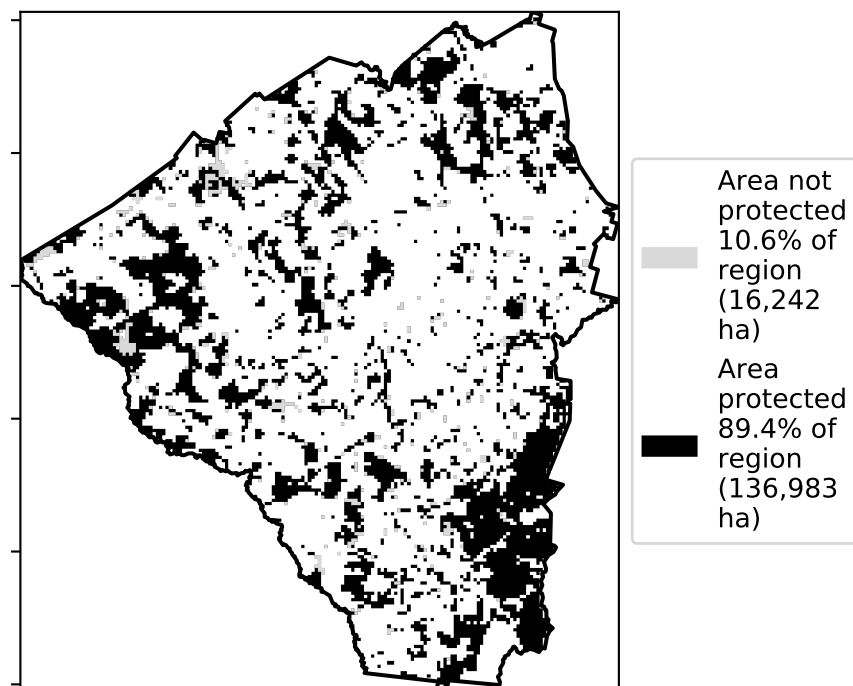 Area not
protected
10.6% of
region
(16,242
ha)
Area
protected
89.4% of
region
(136,983
ha)